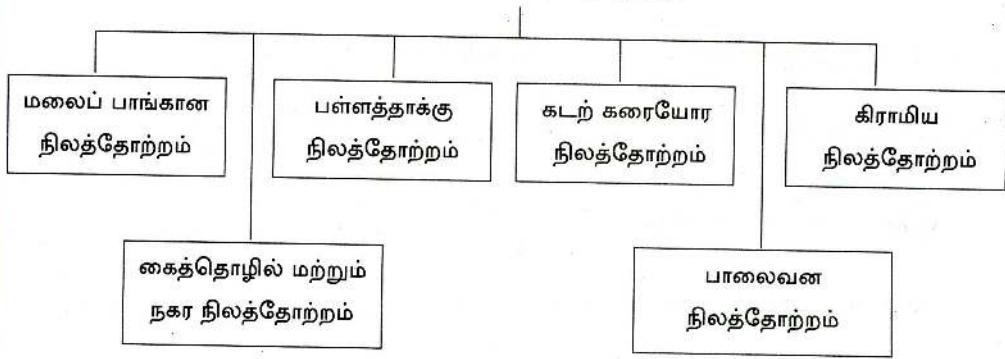 மலைப் பாங்கான
நிலத்தோற்றம்
பள்ளத்தாக்கு
நிலத்தோற்றம்
கடற் கரையோர
நிலத்தோற்றம்
கிராமிய
நிலத்தோற்றம்
கைத்தொழில் மற்றும்
நகர நிலத்தோற்றம்
பாலைவன
நிலத்தோற்றம்